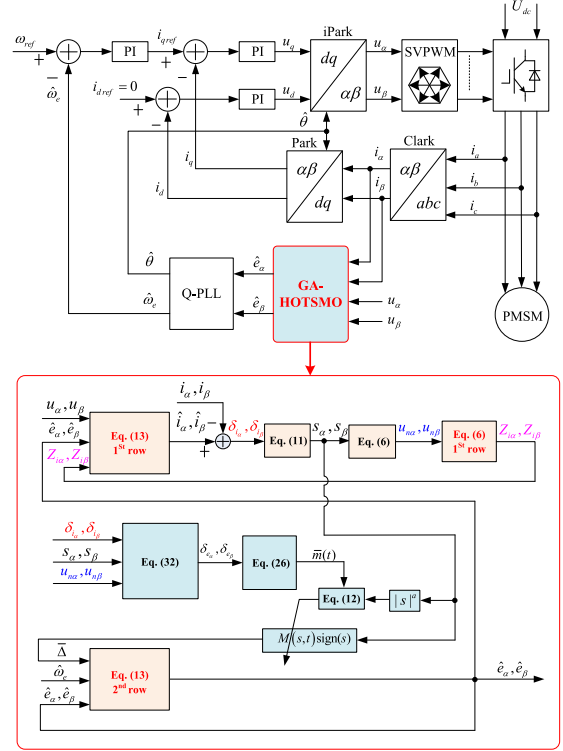 ω_ref
+
−
ω̂_e
PI
i_qref
+
−
PI
u_q
iPark
dq
αβ
u_α
u_β
SVPWM
U_dc
i_dref = 0
+
−
PI
u_d
θ̂
Park
αβ
dq
i_q
i_d
i_α
i_β
Clark
αβ
abc
i_a
i_b
i_c
θ̂
ω̂_e
Q-PLL
ê_α
ê_β
GA-
HOTSMO
u_α
u_β
PMSM
i_α, i_β
u_α, u_β
ê_α, ê_β
Z_iα, Z_iβ
Eq. (13)
1St row
î_α, î_β
−
+
δ_iα, δ_iβ
Eq. (11)
s_α, s_β
Eq. (6)
u_nα, u_nβ
Eq. (6)
1St row
Z_iα, Z_iβ
δ_iα, δ_iβ
s_α, s_β
u_nα, u_nβ
Eq. (32)
δ_eα, δ_eβ
Eq. (26)
m̅(t)
Eq. (12)
|s|^a
M(s,t)sign(s)
Δ̅
ω̂_e
ê_α, ê_β
Eq. (13)
2nd row
ê_α, ê_β